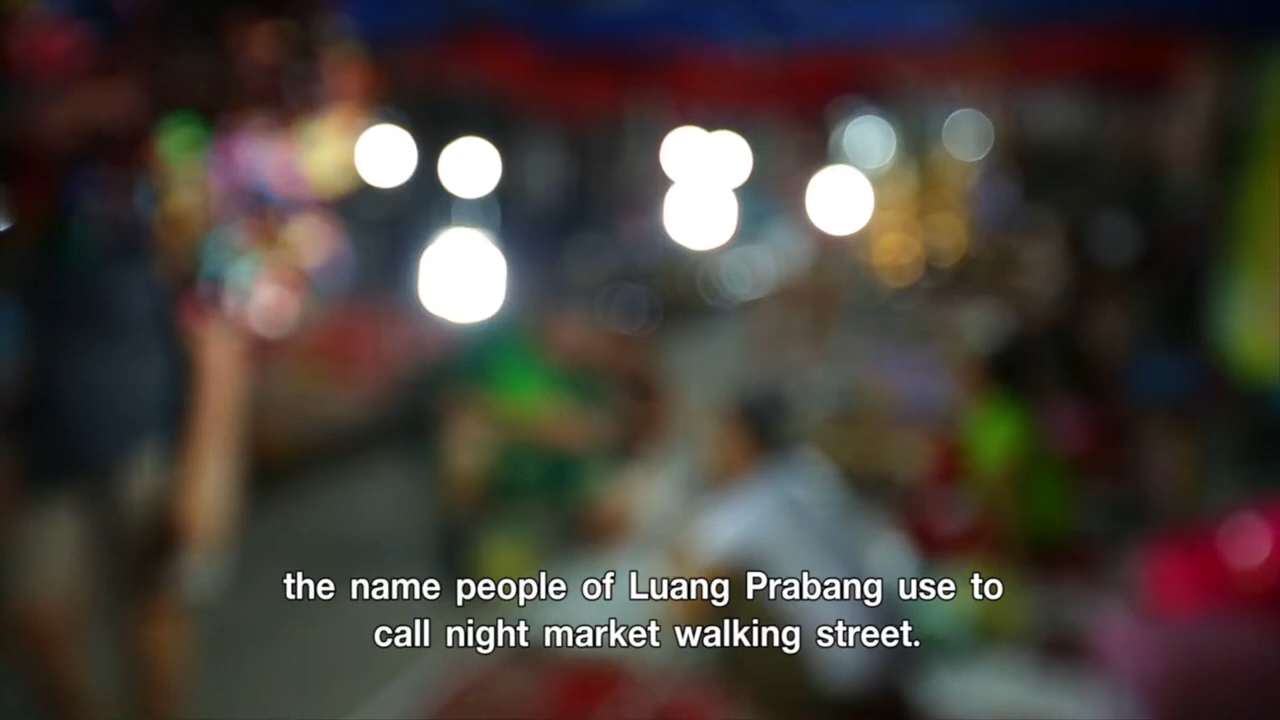 the name people of Luang Prabang use to
call night market walking street.